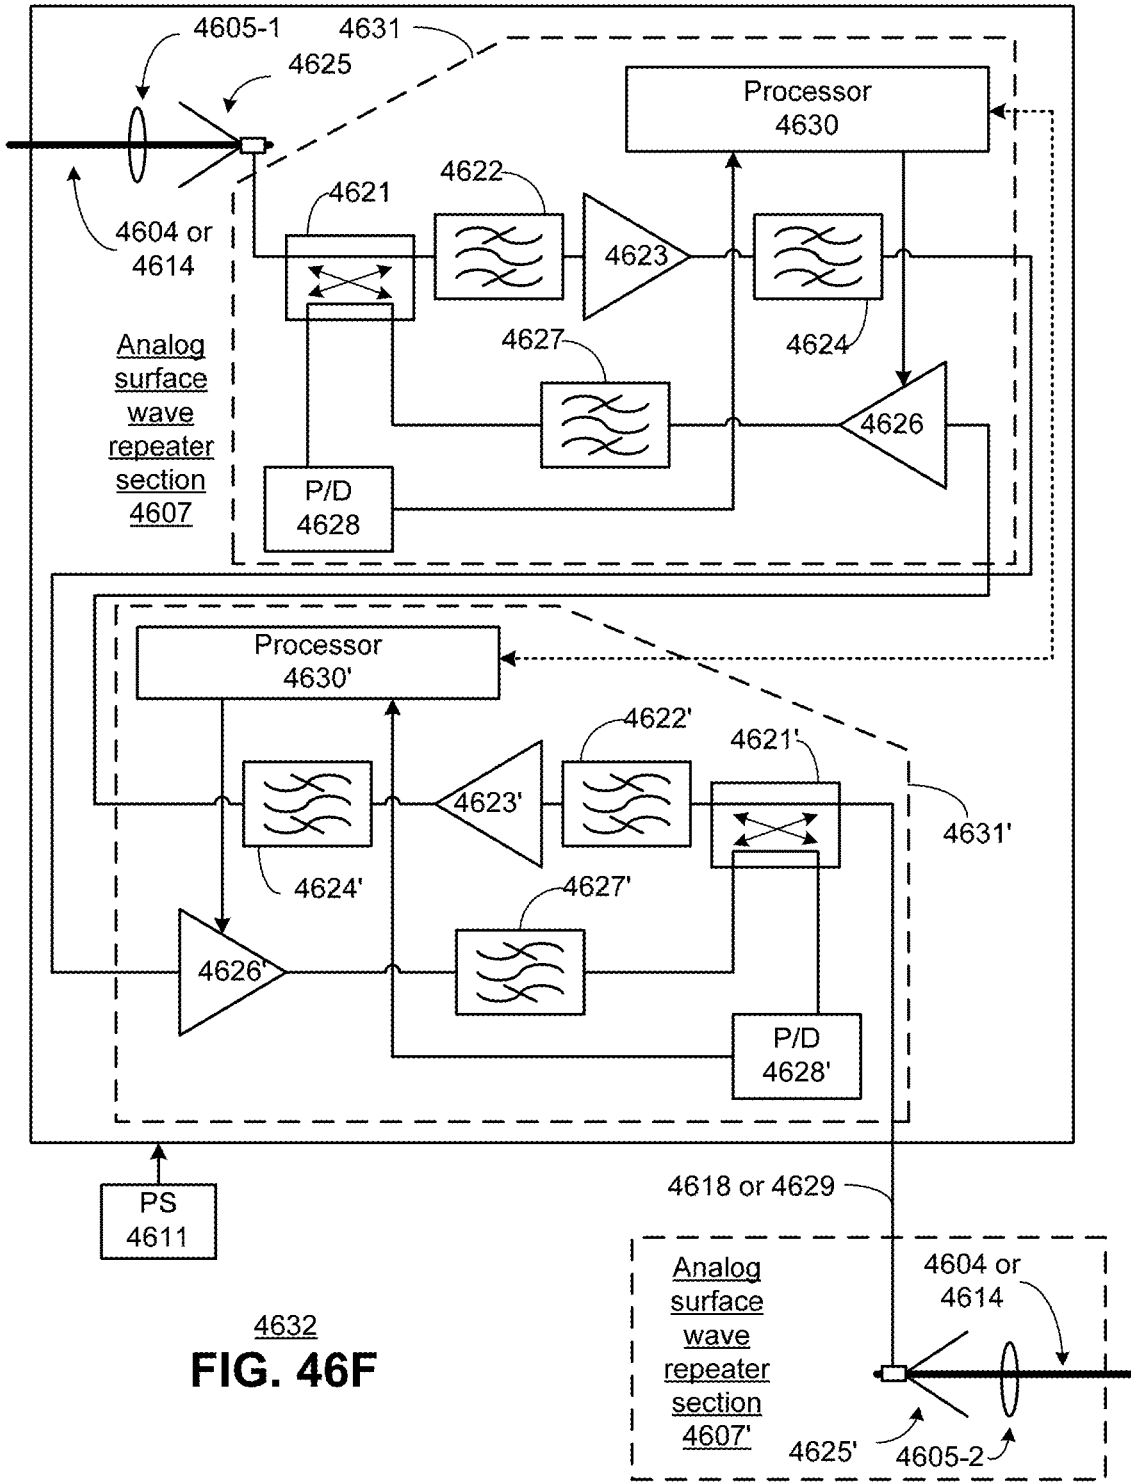 4605-1
4631
4625
Processor
4630
4622
4621
4623
4604 or
4614
4627
4624
Analog
surface
wave
repeater
section
4607
4626
P/D
4628
Processor
4630'
4622'
4621'
4623'
4631'
4624'
4627'
4626'
P/D
4628'
4618 or 4629
PS
4611
Analog
surface
wave
repeater
section
4607'
4604 or
4614
4625'
4605-2
4632
FIG. 46F